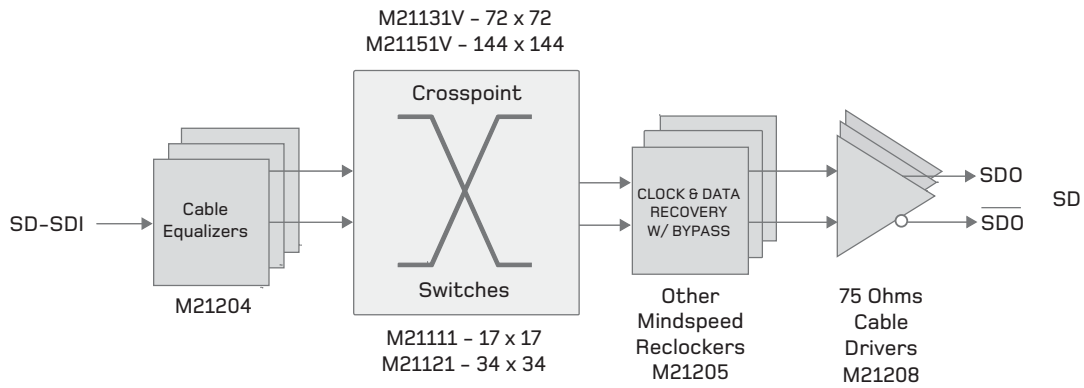 M21131V – 72 x 72
M21151V – 144 x 144
Crosspoint
Switches
SD-SDI
Cable
Equalizers
M21204
M21111 – 17 x 17
M21121 – 34 x 34
CLOCK & DATA
RECOVERY
W/ BYPASS
Other
Mindspeed
Reclockers
M21205
75 Ohms
Cable
Drivers
M21208
SDO
SDO
SD